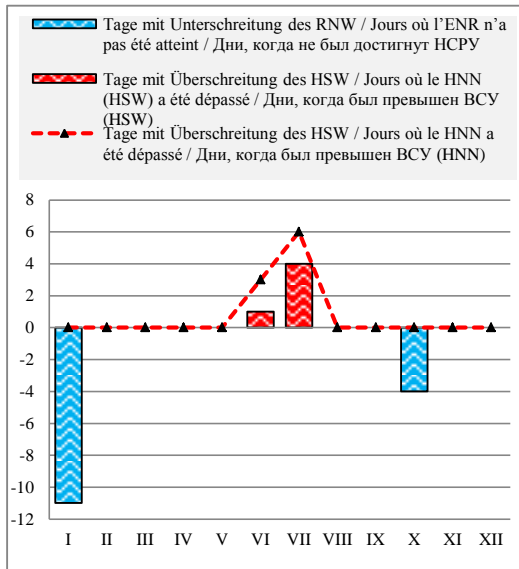 Tage mit Unterschreitung des RNW / Jours où l’ENR n’a
pas été atteint / Дни, когда не был достигнут НСРУ
Tage mit Überschreitung des HSW / Jours où le HNN
(HSW) a été dépassé / Дни, когда был превышен ВСУ
(HSW)
Tage mit Überschreitung des HSW / Jours où le HNN a
été dépassé / Дни, когда был превышен ВСУ (HNN)
8
6
4
2
0
-2
-4
-6
-8
-10
-12
I II III IV V VI VII VIII IX X XI XII